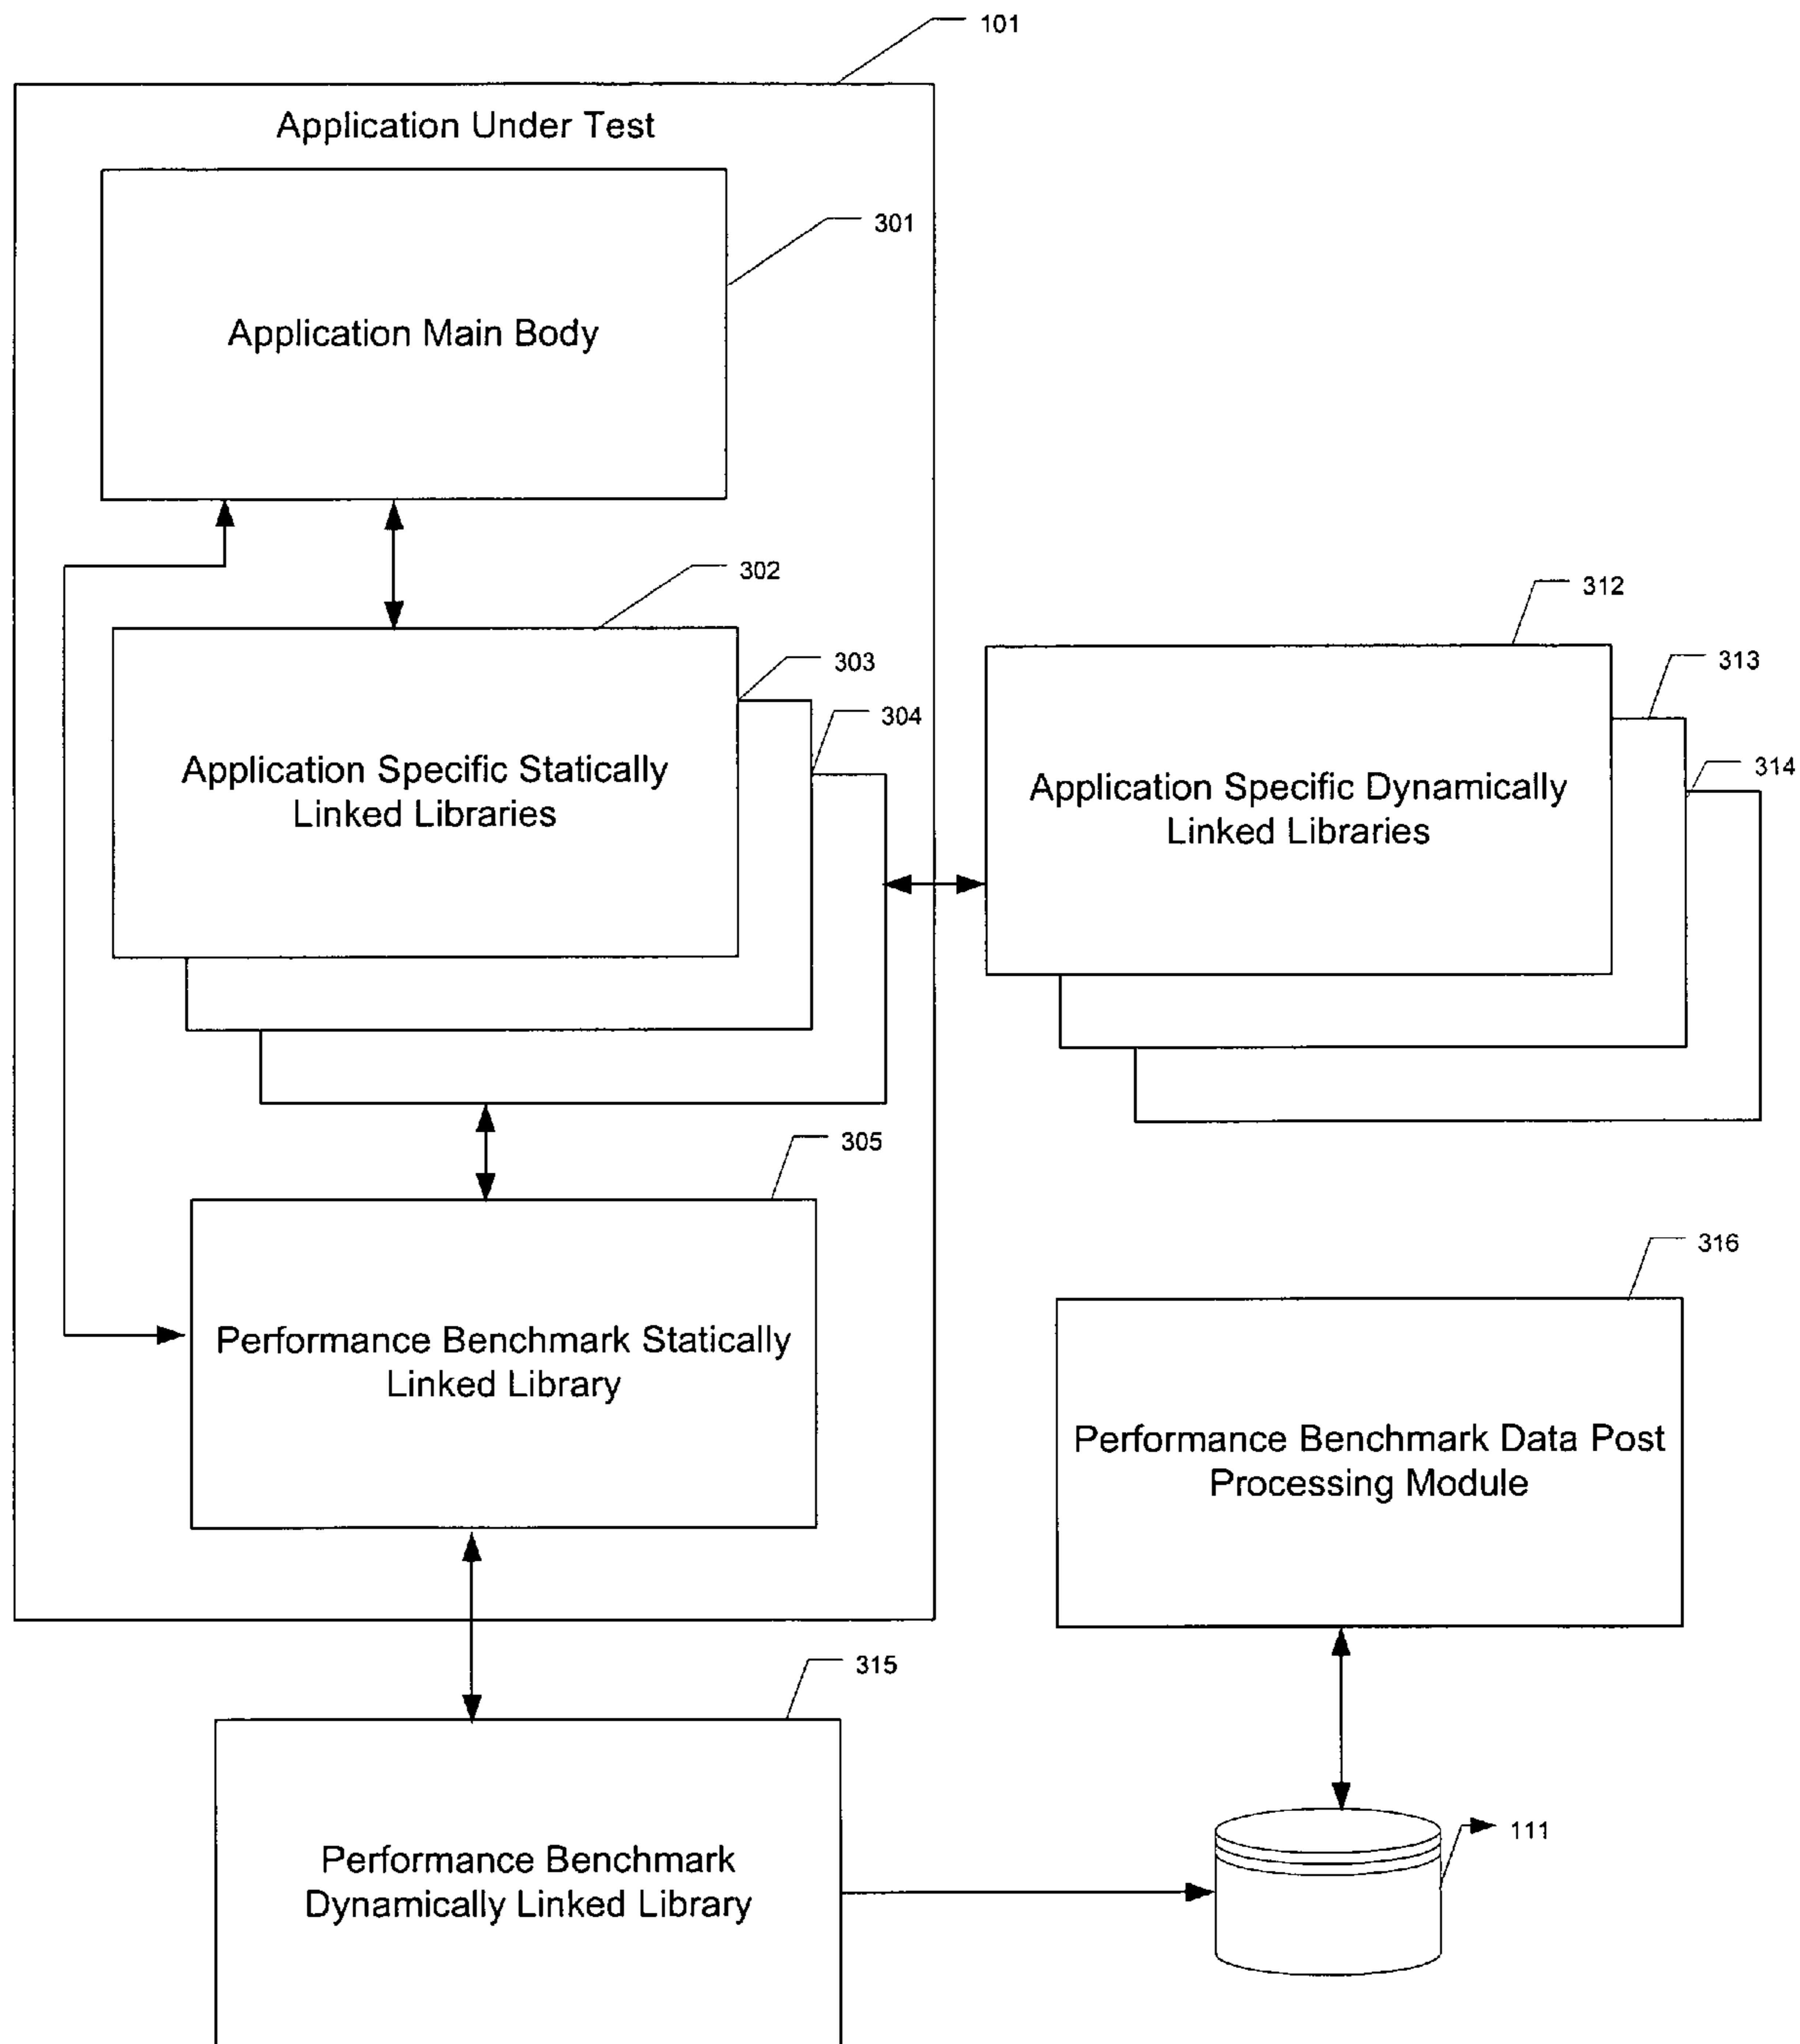 101
Application Under Test
301
Application Main Body
302
312
303
313
304
314
Application Specific Statically
Linked Libraries
Application Specific Dynamically
Linked Libraries
305
316
Performance Benchmark Statically
Linked Library
Performance Benchmark Data Post
Processing Module
315
111
Performance Benchmark
Dynamically Linked Library